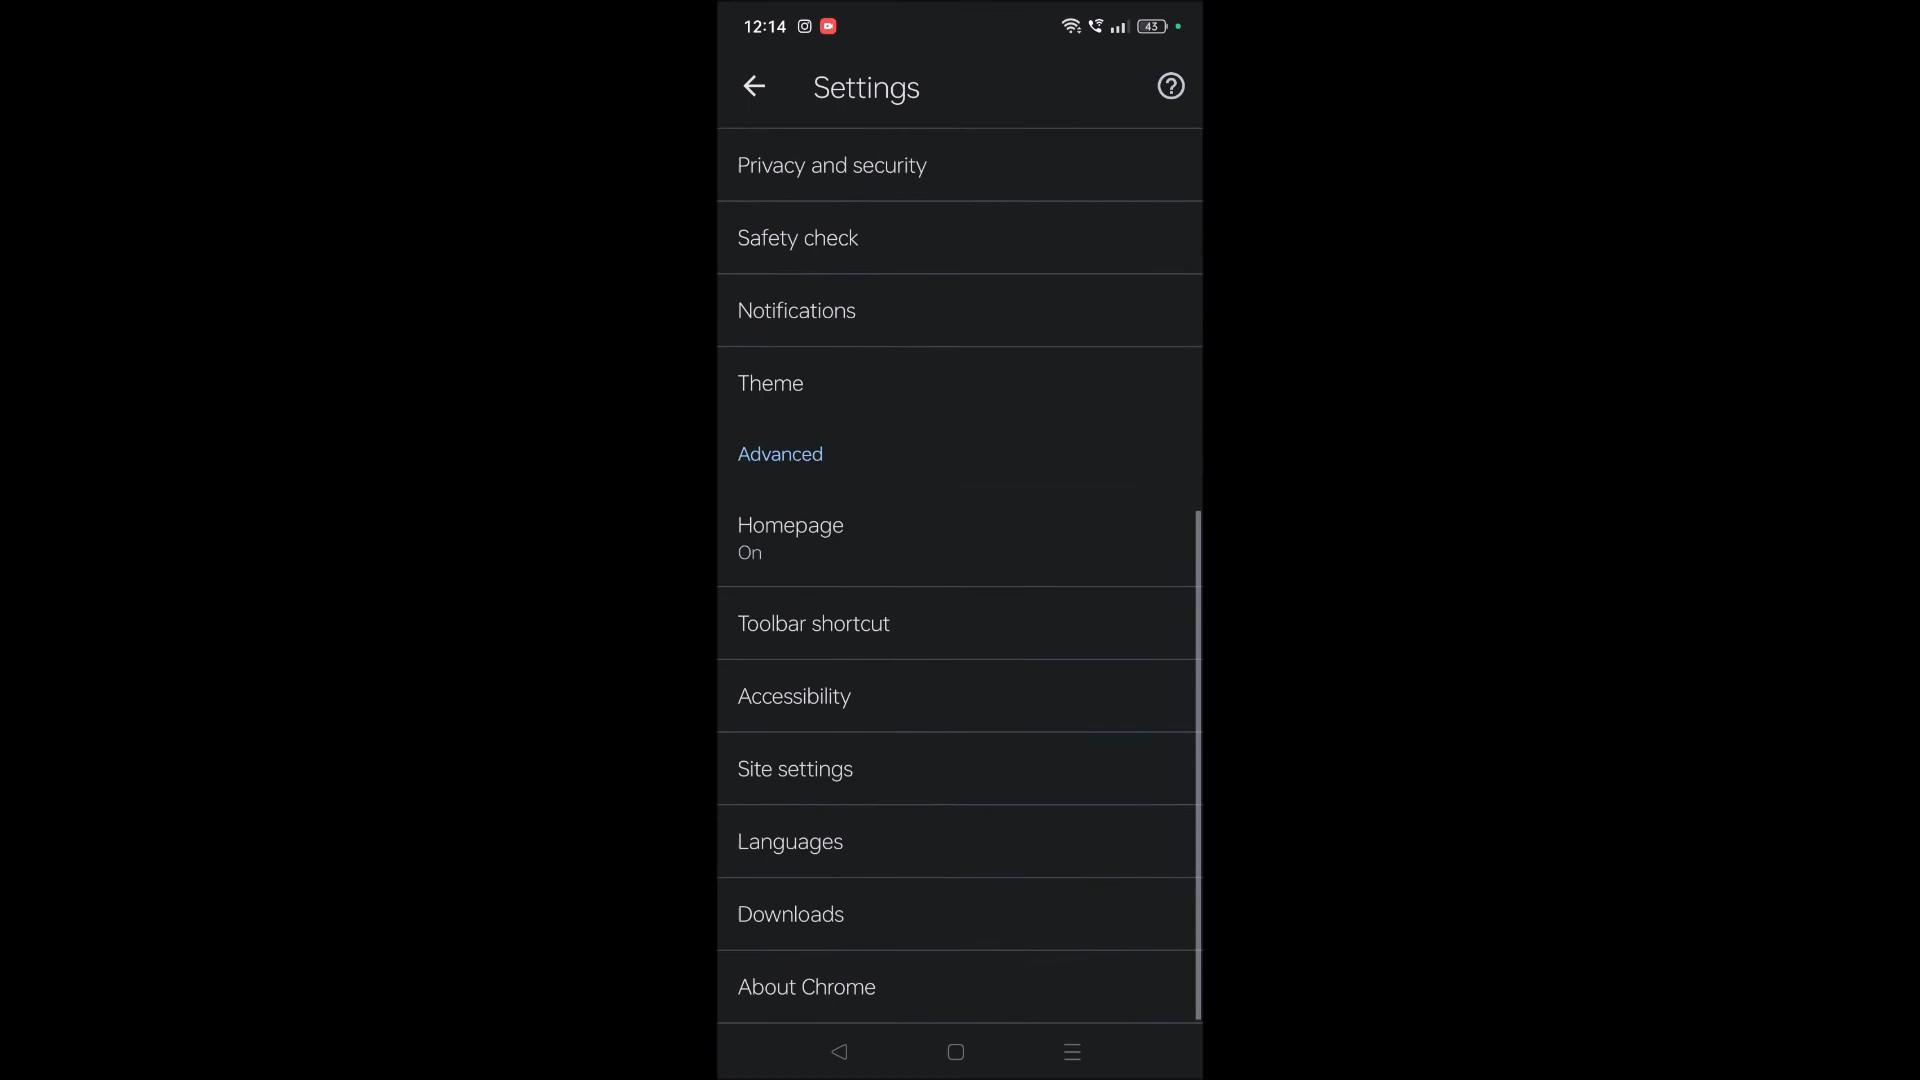 12:14 43
Settings
Privacy and security
Safety check
Notifications
Theme
Advanced
Homepage
On
Toolbar shortcut
Accessibility
Site settings
Languages
Downloads
About Chrome